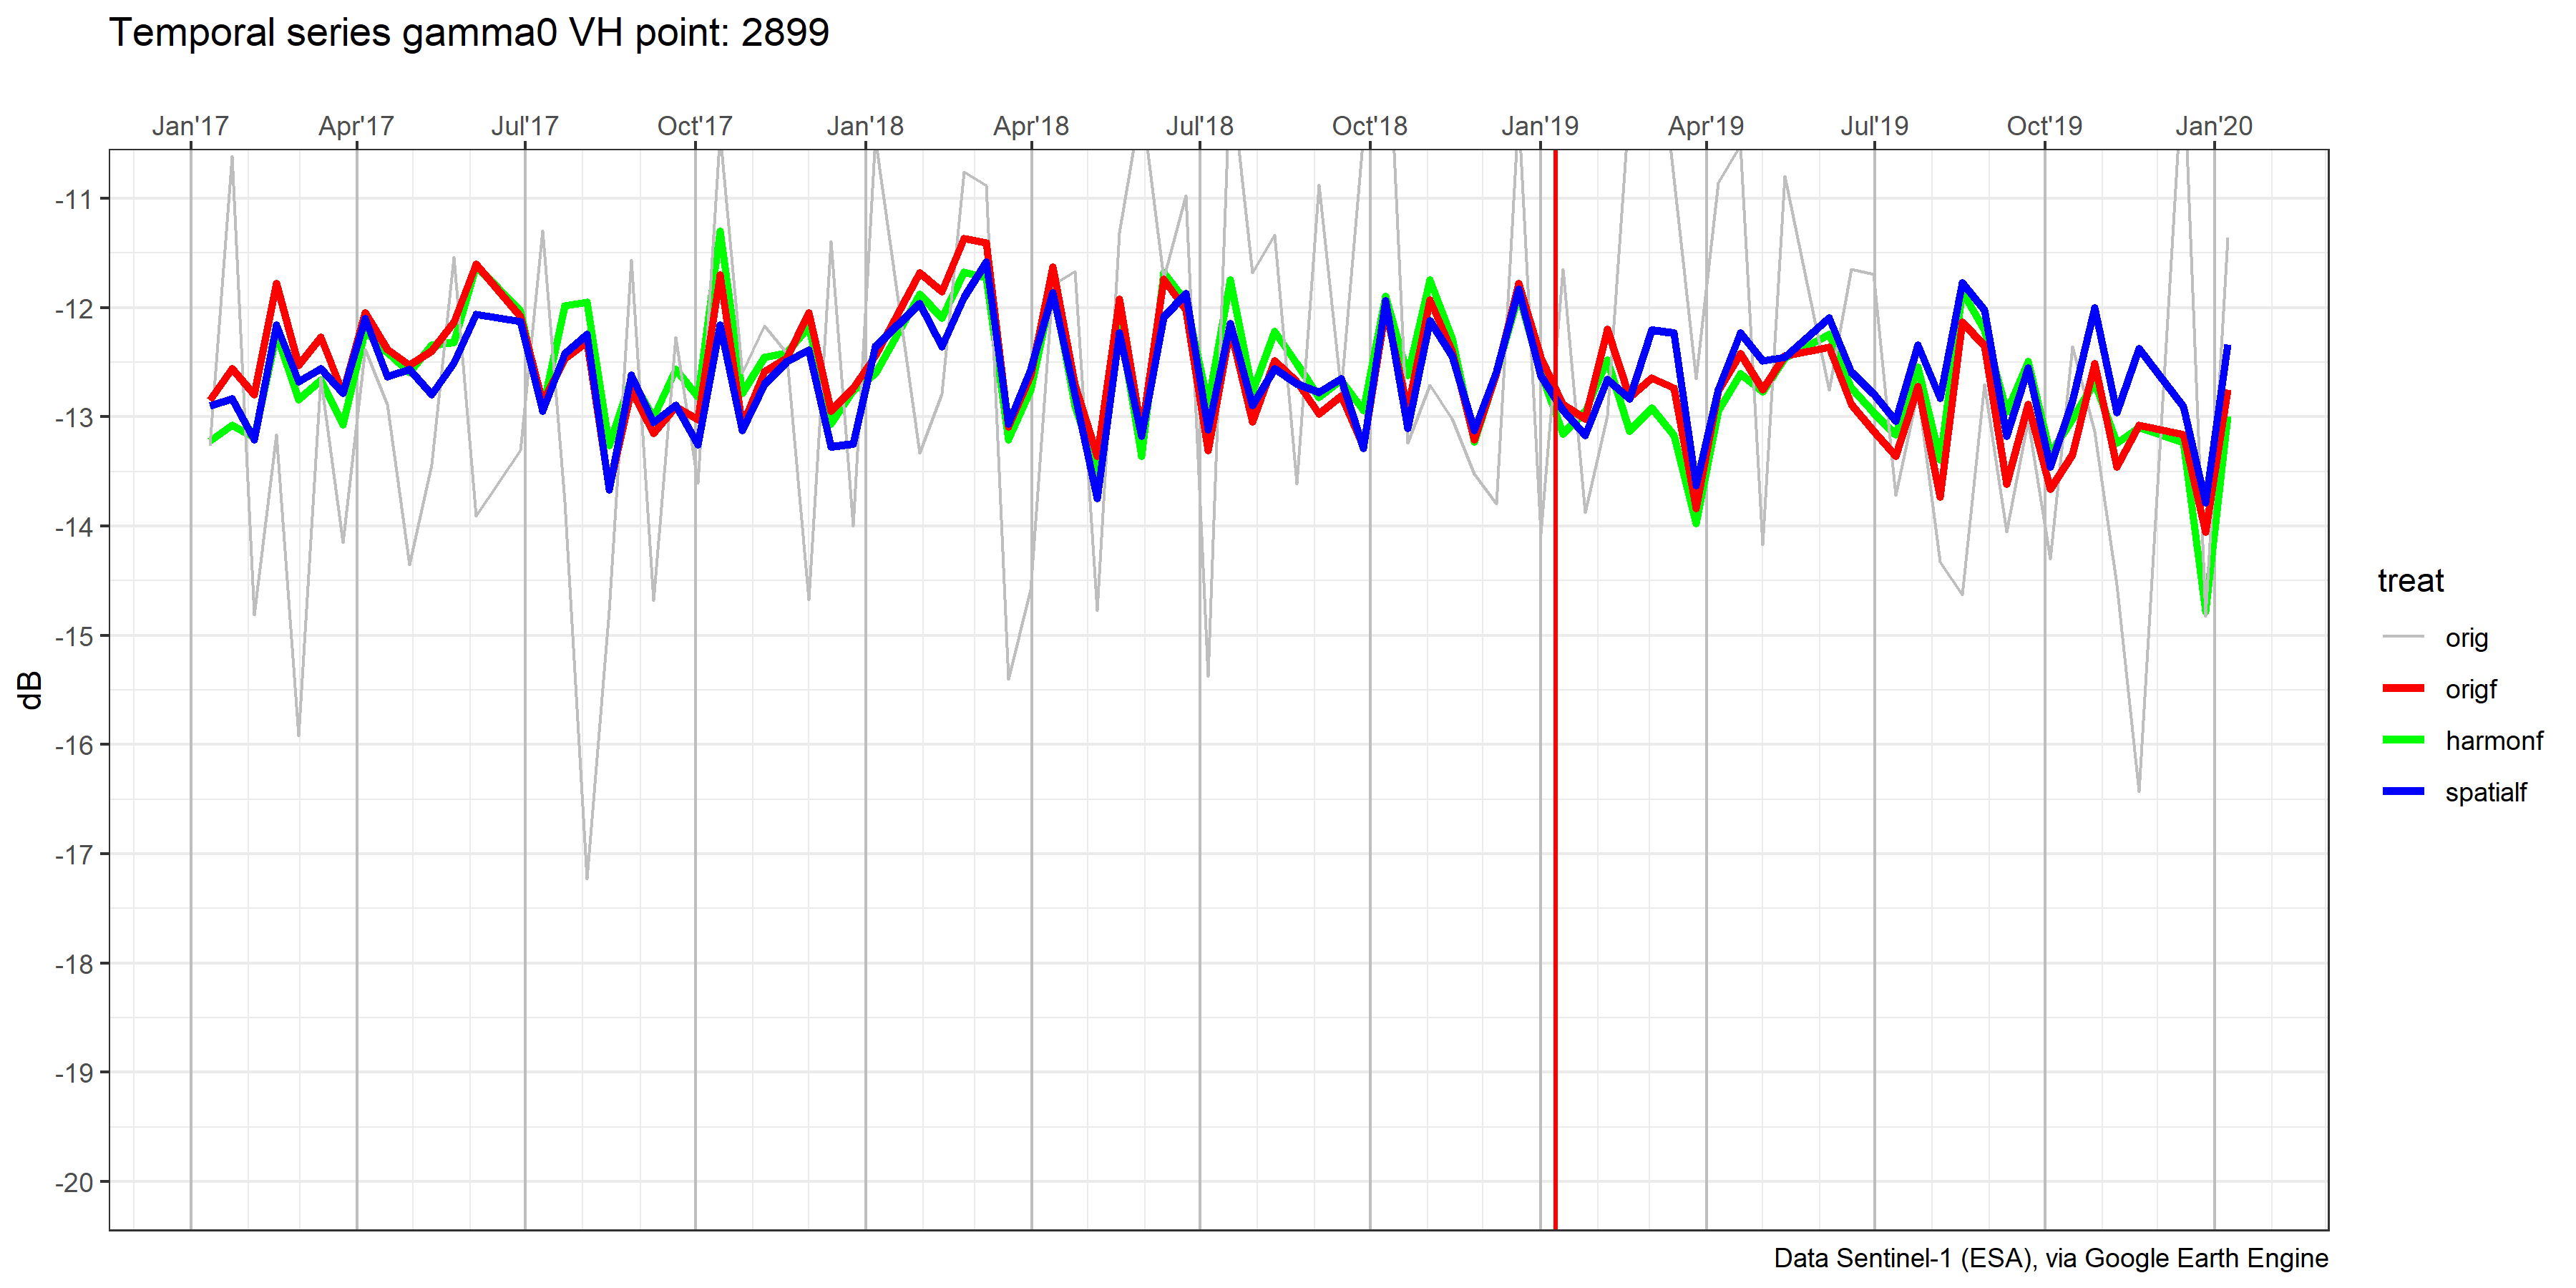 Temporal series gamma0 VH point: 2899
Jan'17 Apr'17 Jul'17 Oct'17 Jan'18 Apr'18 Jul'18 Oct'18 Jan'19 Apr'19 Jul'19 Oct'19 Jan'20
-11
-12
-13
-14
-15
-16
-17
-18
-19
-20
dB
treat
orig
origf
harmonf
spatialf
Data Sentinel-1 (ESA), via Google Earth Engine